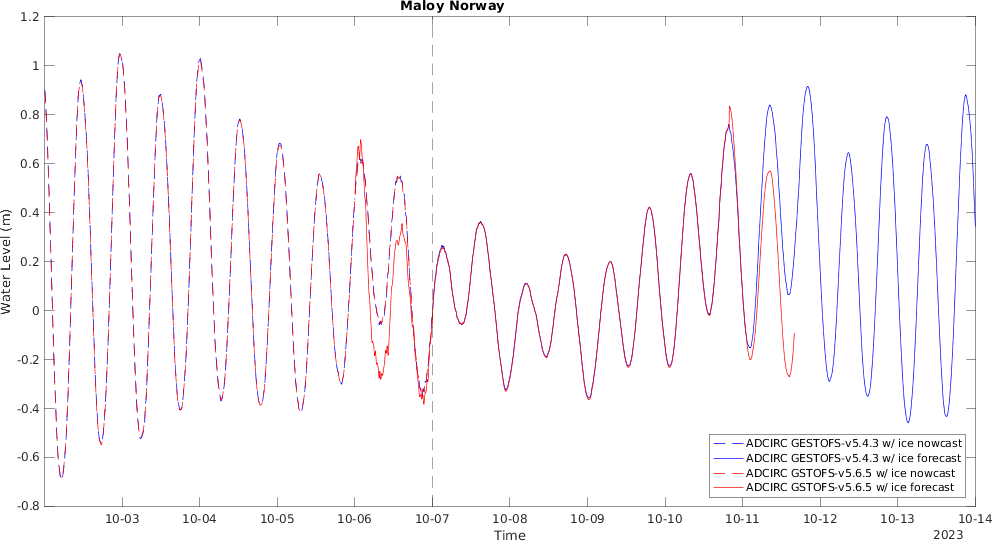 Maloy Norway
1.2
1
0.8
0.6
0.4
0.2
0
-0.2
-0.4
-0.6
-0.8
Water Level (m)
ADCIRC GESTOFS-v5.4.3 w/ ice nowcast
ADCIRC GESTOFS-v5.4.3 w/ ice forecast
ADCIRC GSTOFS-v5.6.5 w/ ice nowcast
ADCIRC GSTOFS-v5.6.5 w/ ice forecast
10-03 10-04 10-05 10-06 10-07 10-08 10-09 10-10 10-11 10-12 10-13 10-14
Time
2023